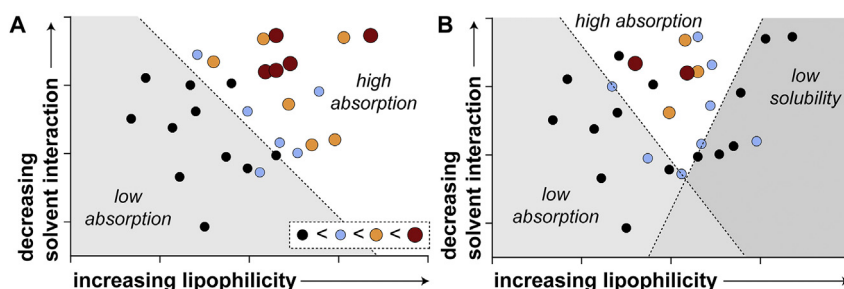 A
decreasing
solvent interaction
high
absorption
low
absorption
< < <
increasing lipophilicity
B
decreasing
solvent interaction
high absorption
low
solubility
low
absorption
increasing lipophilicity